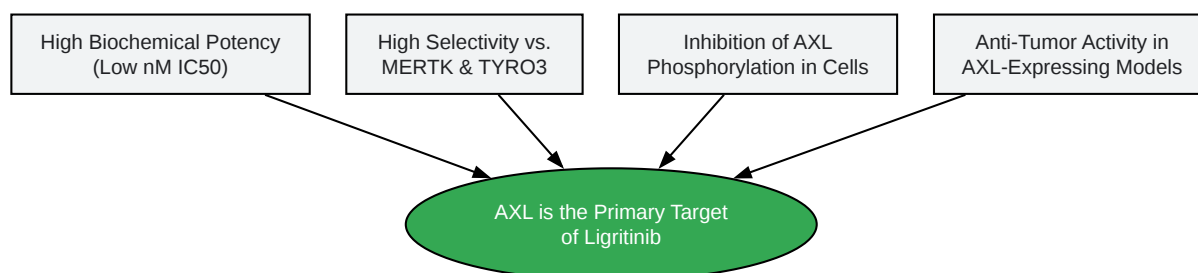 High Biochemical Potency
(Low nM IC50)
High Selectivity vs.
MERTK & TYRO3
Inhibition of AXL
Phosphorylation in Cells
Anti-Tumor Activity in
AXL-Expressing Models
AXL is the Primary Target
of Ligritinib